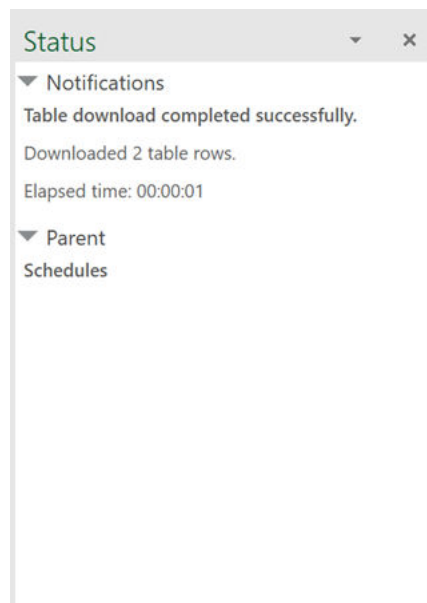 Status
Notifications
Table download completed successfully.
Downloaded 2 table rows.
Elapsed time: 00:00:01
Parent
Schedules